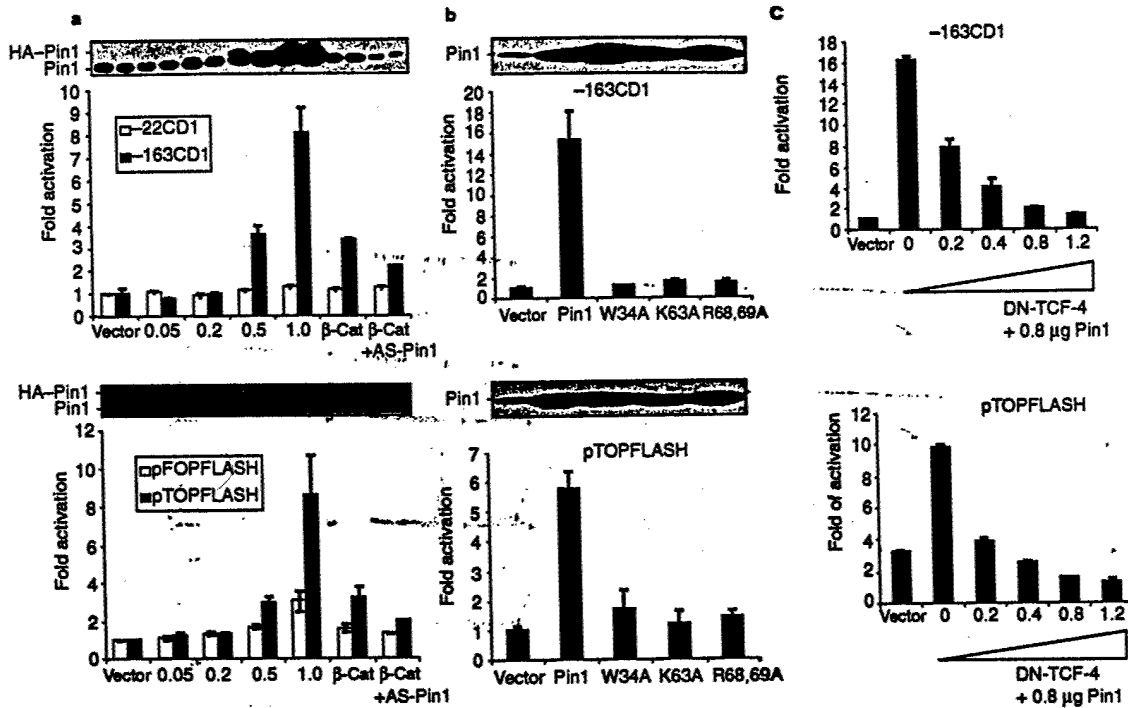 a
HA–Pin1
Pin1
10
9
8
7
6
5
4
3
2
1
0
Fold activation
–22CD1
–163CD1
Vector 0.05 0.2 0.5 1.0 β-Cat β-Cat
+AS-Pin1
HA–Pin1
Pin1
12
10
8
6
4
2
0
Fold activation
pFOPFLASH
pTOPFLASH
Vector 0.05 0.2 0.5 1.0 β-Cat β-Cat
+AS-Pin1
b
Pin1
–163CD1
20
18
16
14
12
10
8
6
4
2
0
Fold activation
Vector Pin1 W34A K63A R68,69A
Pin1
pTOPFLASH
7
6
5
4
3
2
1
0
Fold activation
Vector Pin1 W34A K63A R68,69A
c
–163CD1
18
16
14
12
10
8
6
4
2
0
Fold activation
Vector 0 0.2 0.4 0.8 1.2
DN-TCF-4
+ 0.8 µg Pin1
pTOPFLASH
12
10
8
6
4
2
0
Fold of activation
Vector 0 0.2 0.4 0.8 1.2
DN-TCF-4
+ 0.8 µg Pin1